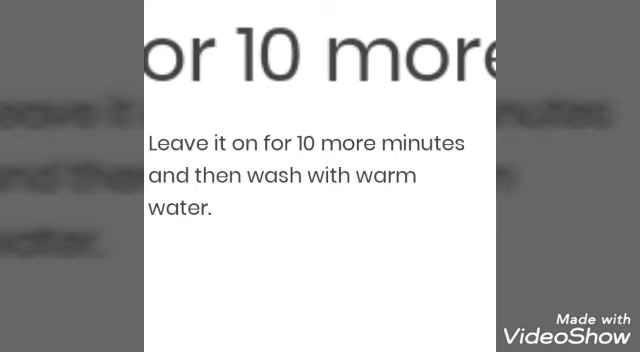 or 10 more
Leave it on for 10 more minutes
and then wash with warm
water.
Made with
VideoShow